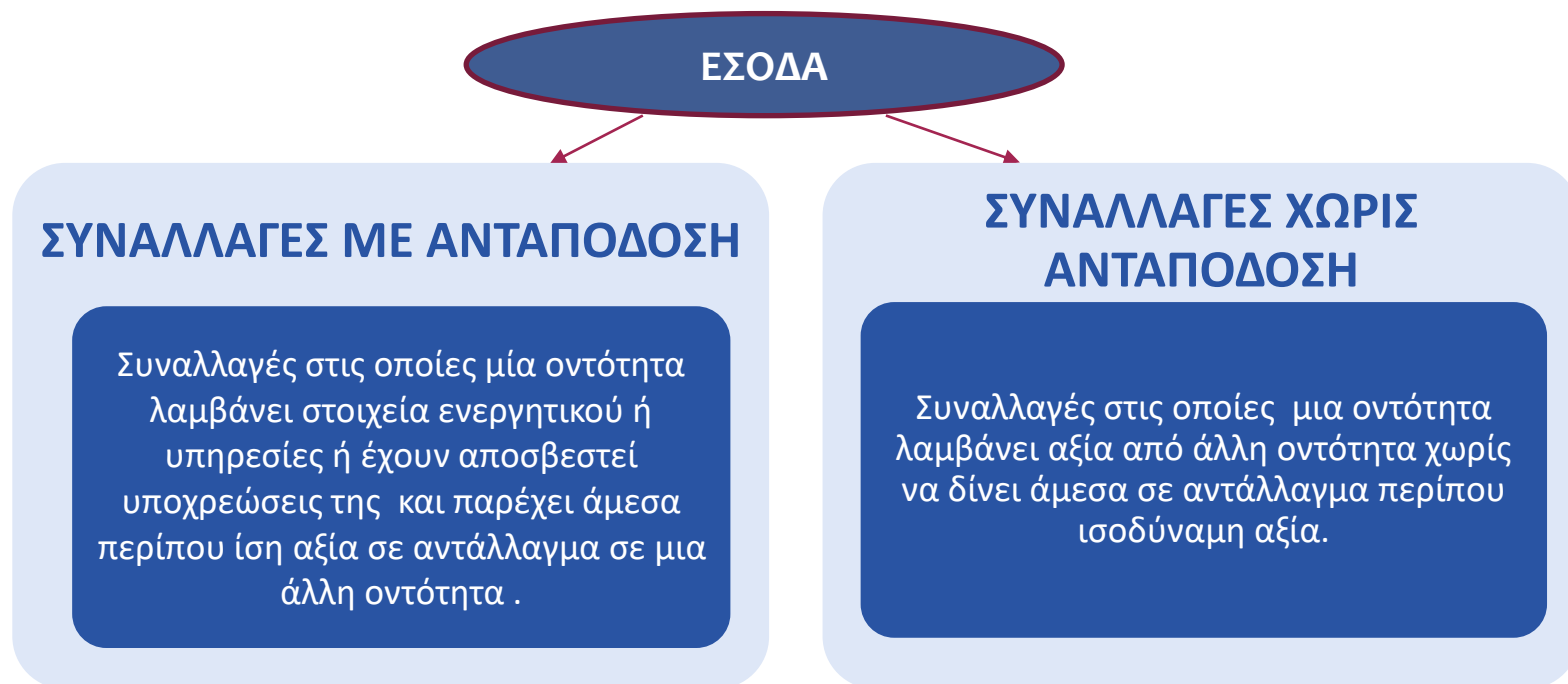 ΕΣΟΔΑ
ΣΥΝΑΛΛΑΓΕΣ ΜΕ ΑΝΤΑΠΟΔΟΣΗ
Συναλλαγές στις οποίες μία οντότητα
λαμβάνει στοιχεία ενεργητικού ή
υπηρεσίες ή έχουν αποσβεστεί
υποχρεώσεις της και παρέχει άμεσα
περίπου ίση αξία σε αντάλλαγμα σε μια
άλλη οντότητα .
ΣΥΝΑΛΛΑΓΕΣ ΧΩΡΙΣ
ΑΝΤΑΠΟΔΟΣΗ
Συναλλαγές στις οποίες μια οντότητα
λαμβάνει αξία από άλλη οντότητα χωρίς
να δίνει άμεσα σε αντάλλαγμα περίπου
ισοδύναμη αξία.